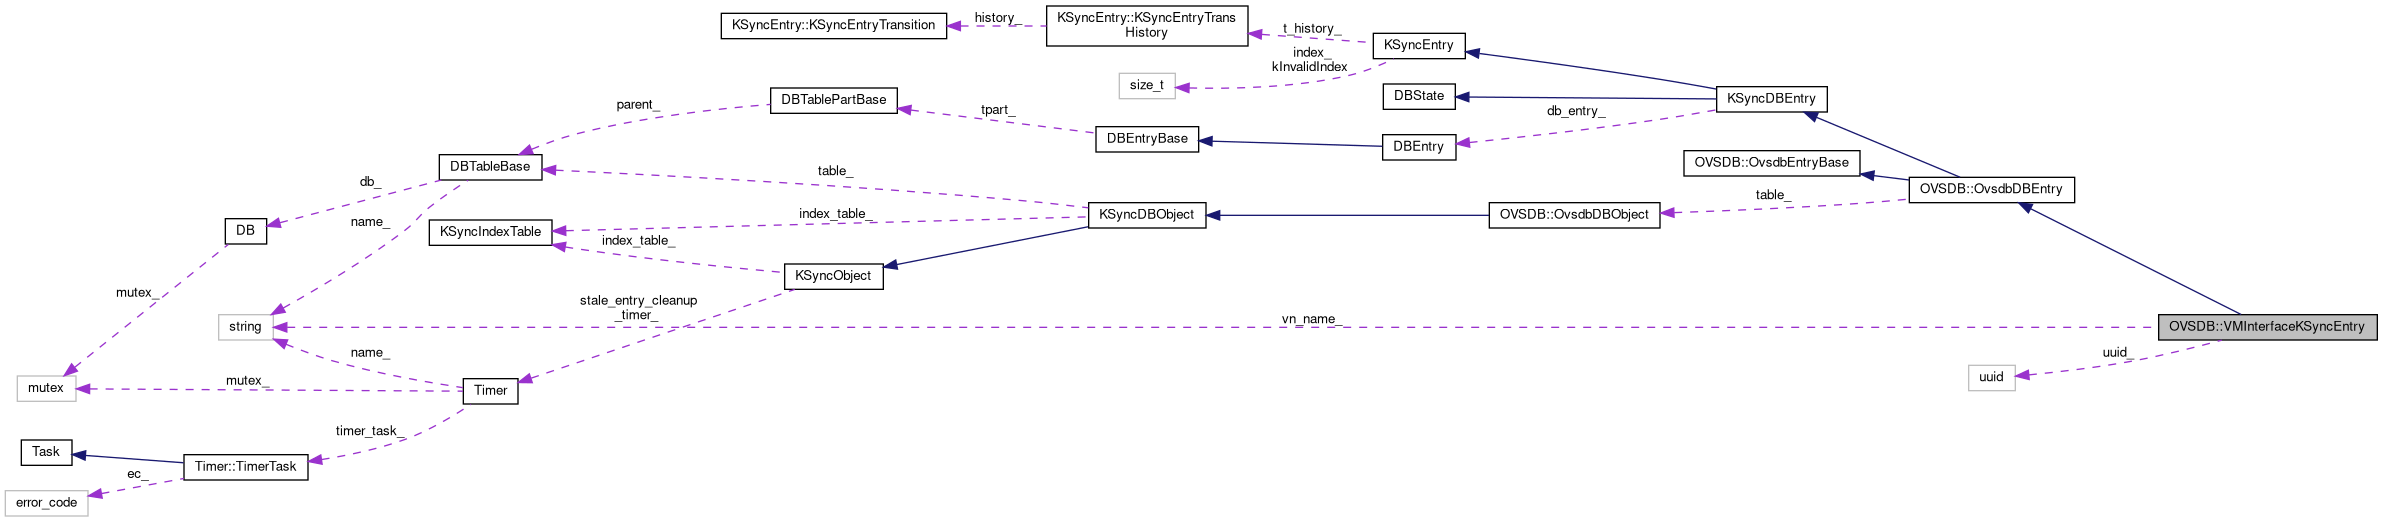 KSyncEntry::KSyncEntryTransition
history_
KSyncEntry::KSyncEntryTrans
History
t_history_
KSyncEntry
index_
kInvalidIndex
size_t
DBTablePartBase
DBState
KSyncDBEntry
parent_
tpart_
db_entry_
DBEntryBase
DBEntry
DBTableBase
OVSDB::OvsdbEntryBase
table_
db_
OVSDB::OvsdbDBEntry
table_
name_
index_table_
KSyncDBObject
OVSDB::OvsdbDBObject
DB
KSyncIndexTable
index_table_
KSyncObject
mutex_
stale_entry_cleanup
_timer_
string
vn_name_
OVSDB::VMInterfaceKSyncEntry
name_
uuid_
mutex
mutex_
Timer
uuid
timer_task_
Task
Timer::TimerTask
ec_
error_code